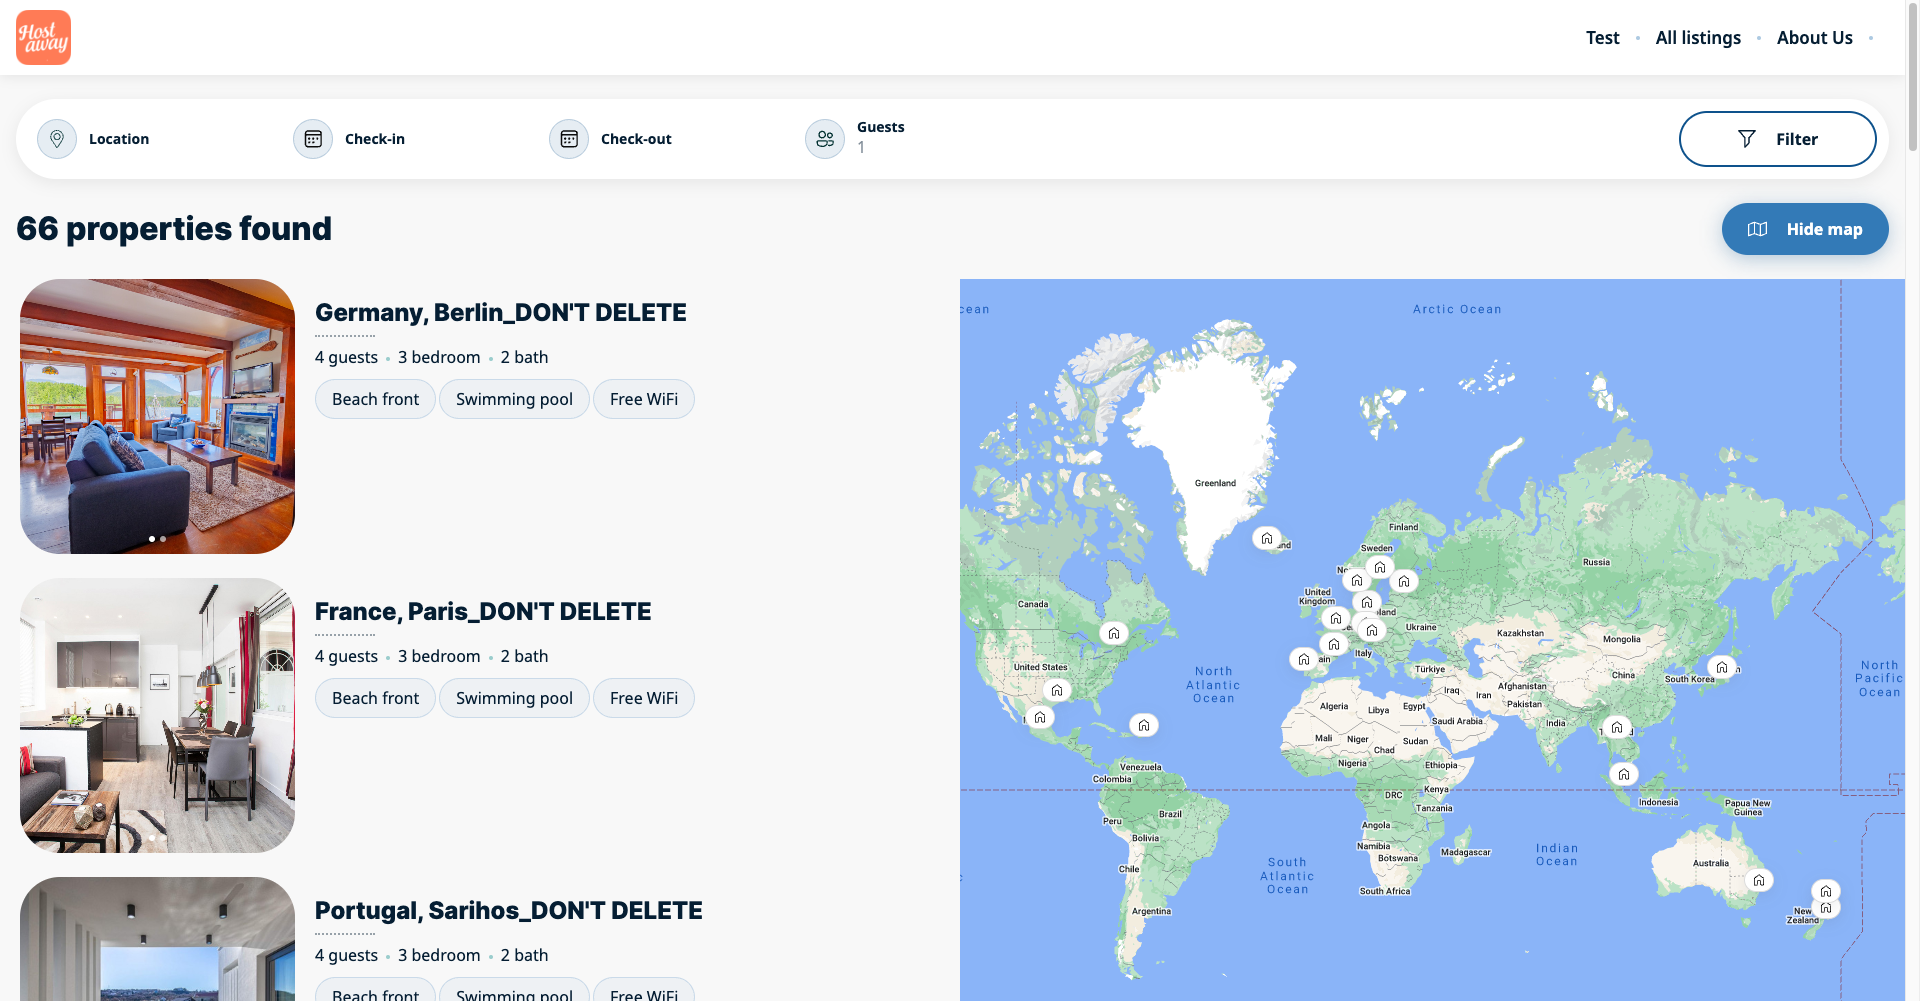 Host
away
Test
All listings
About Us
Location
Check-in
Check-out
Guests
1
Filter
66 properties found
Hide map
Germany, Berlin_DON'T DELETE
4 guests
3 bedroom
2 bath
Beach front
Swimming pool
Free WiFi
France, Paris_DON'T DELETE
4 guests
3 bedroom
2 bath
Beach front
Swimming pool
Free WiFi
Portugal, Sarihos_DON'T DELETE
4 guests
3 bedroom
2 bath
Beach front
Swimming pool
Free WiFi
Arctic Ocean
Greenland
Finland
Sweden
Russia
United
Kingdom
Canada
Ukraine
Kazakhstan
Mongolia
Italy
United States
Türkiye
China
South Korea
North
Atlantic
Ocean
North
Pacific
Ocean
Iraq
Iran
Afghanistan
Pakistan
Algeria
Libya
Egypt
Saudi Arabia
India
Mali
Niger
Chad
Sudan
Nigeria
Ethiopia
Venezuela
Colombia
DRC
Kenya
Tanzania
Indonesia
Papua New
Guinea
Peru
Brazil
Bolivia
Angola
Namibia
Botswana
Madagascar
Indian
Ocean
Chile
South
Atlantic
Ocean
South Africa
Australia
Argentina
New
Zealand